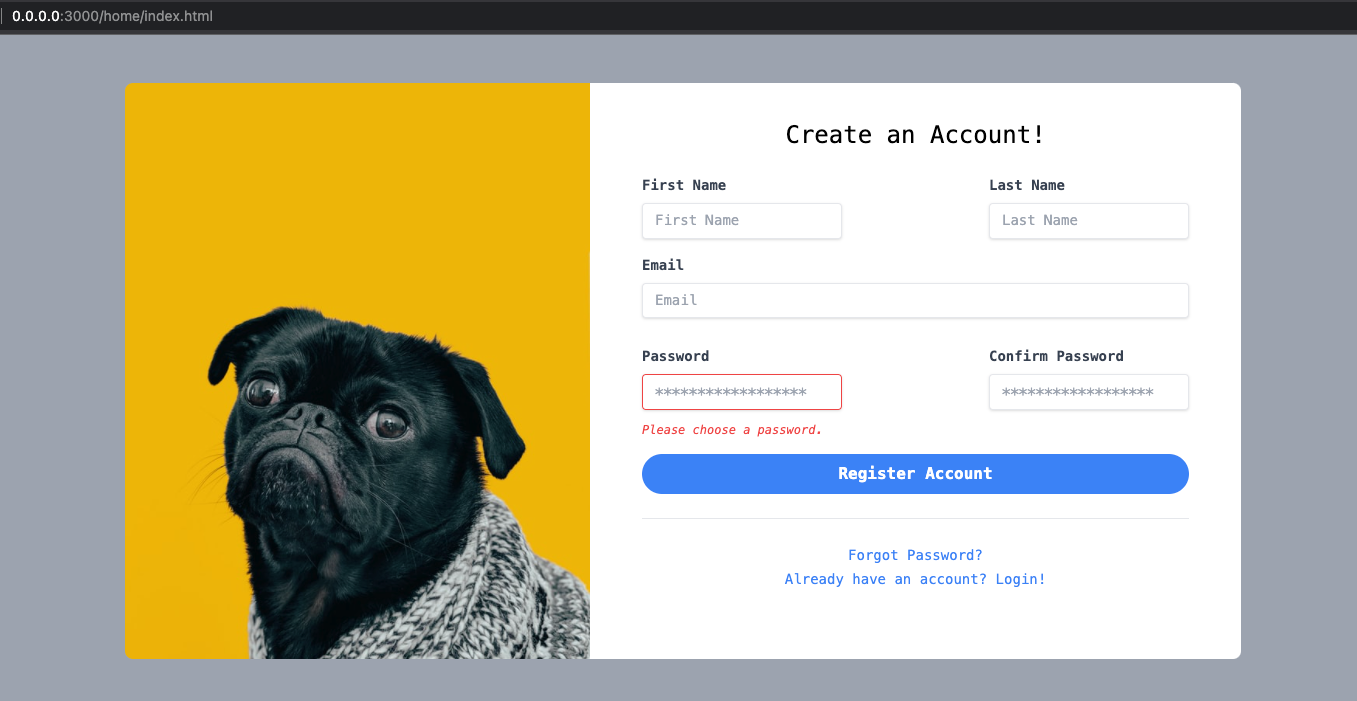 0.0.0.0:3000/home/index.html
Create an Account!
First Name Last Name
First Name Last Name
Email
Email
Password Confirm Password
****************** ******************
Please choose a password.
Register Account
Forgot Password?
Already have an account? Login!